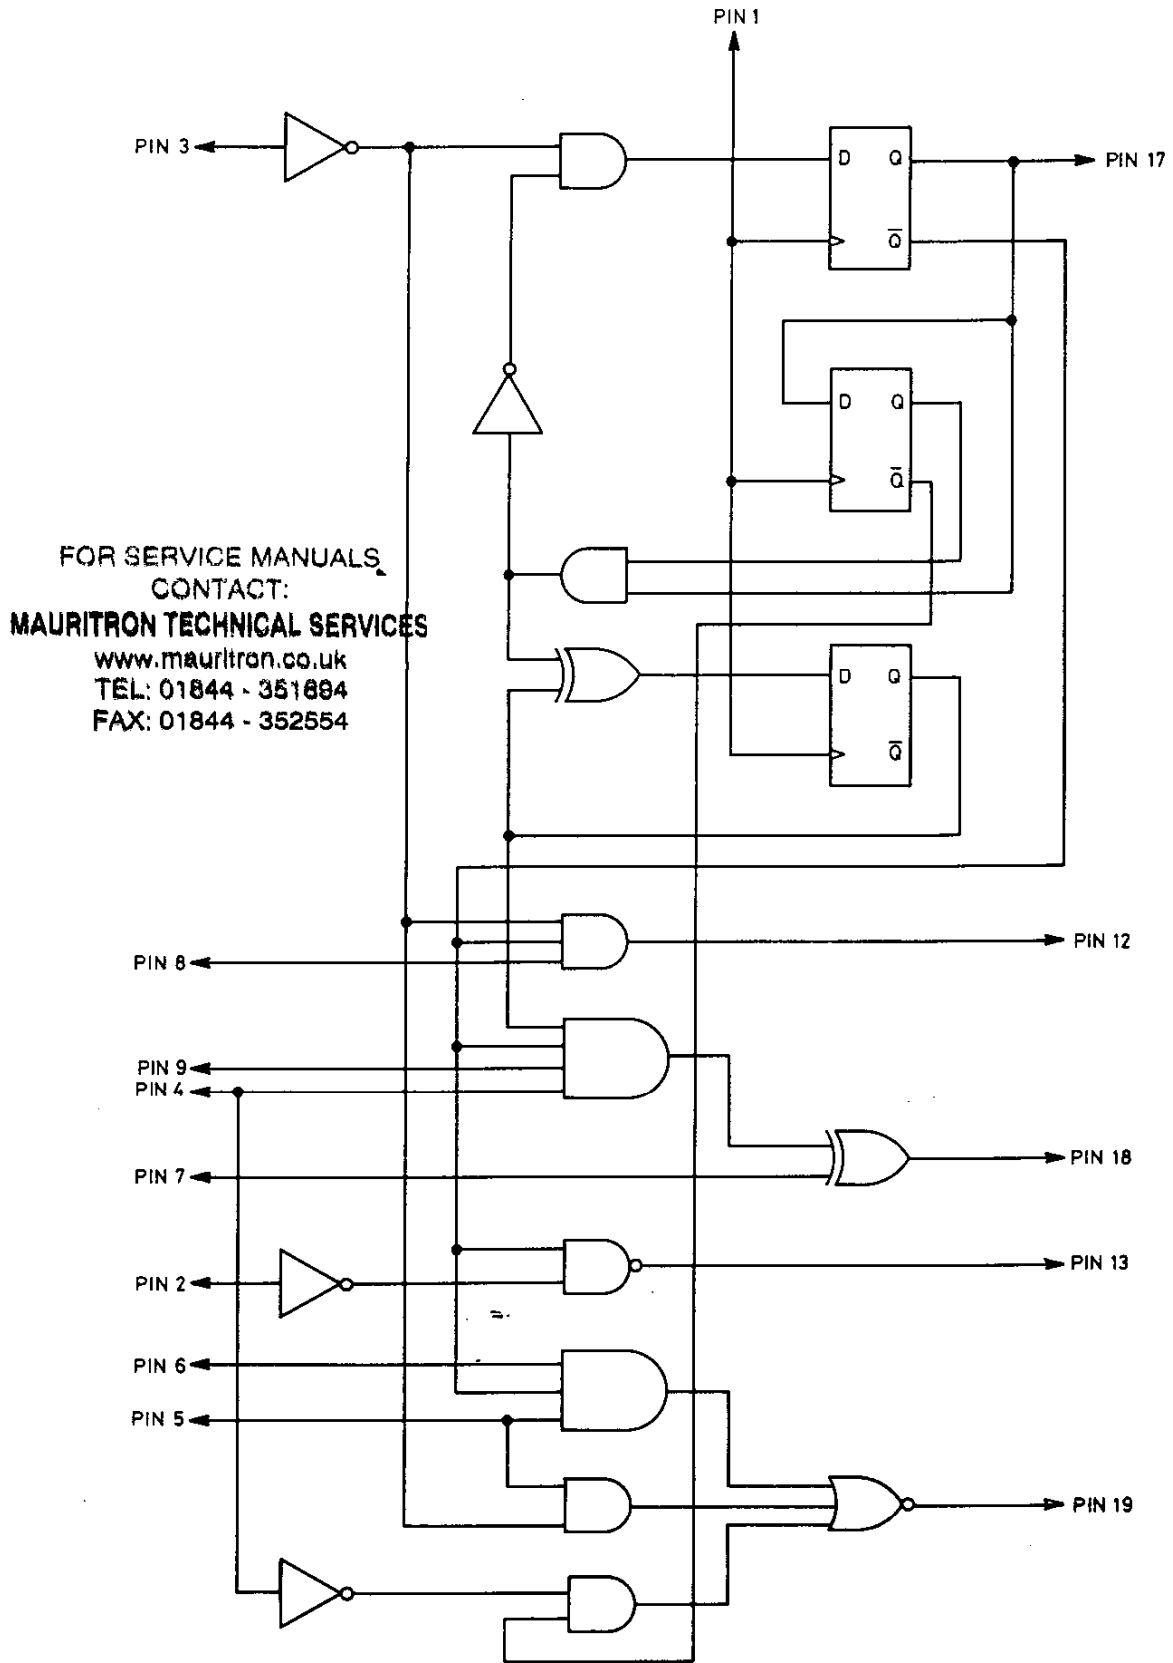 PIN 1
PIN 3
PIN 17
D Q
Q
D Q
Q
FOR SERVICE MANUALS
CONTACT:
MAURITRON TECHNICAL SERVICES
www.mauritron.co.uk
TEL: 01844 - 351694
FAX: 01844 - 352554
D Q
Q
PIN 12
PIN 8
PIN 9
PIN 4
PIN 18
PIN 7
PIN 13
PIN 2
PIN 6
PIN 5
PIN 19